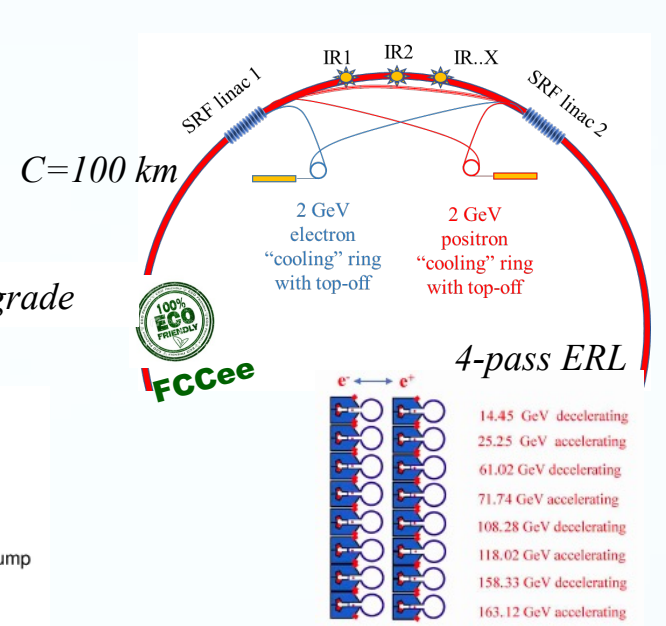 IR1 IR2 IR..X
SRF linac 1
SRF linac 2
C=100 km
2 GeV
electron
“cooling” ring
with top-off
2 GeV
positron
“cooling” ring
with top-off
grade
100%
ECO
FRIENDLY
FCCee
4-pass ERL
e- e+
14.45 GeV decelerating
25.25 GeV accelerating
61.02 GeV decelerating
71.74 GeV accelerating
108.28 GeV decelerating
118.02 GeV accelerating
158.33 GeV decelerating
163.12 GeV accelerating
ump